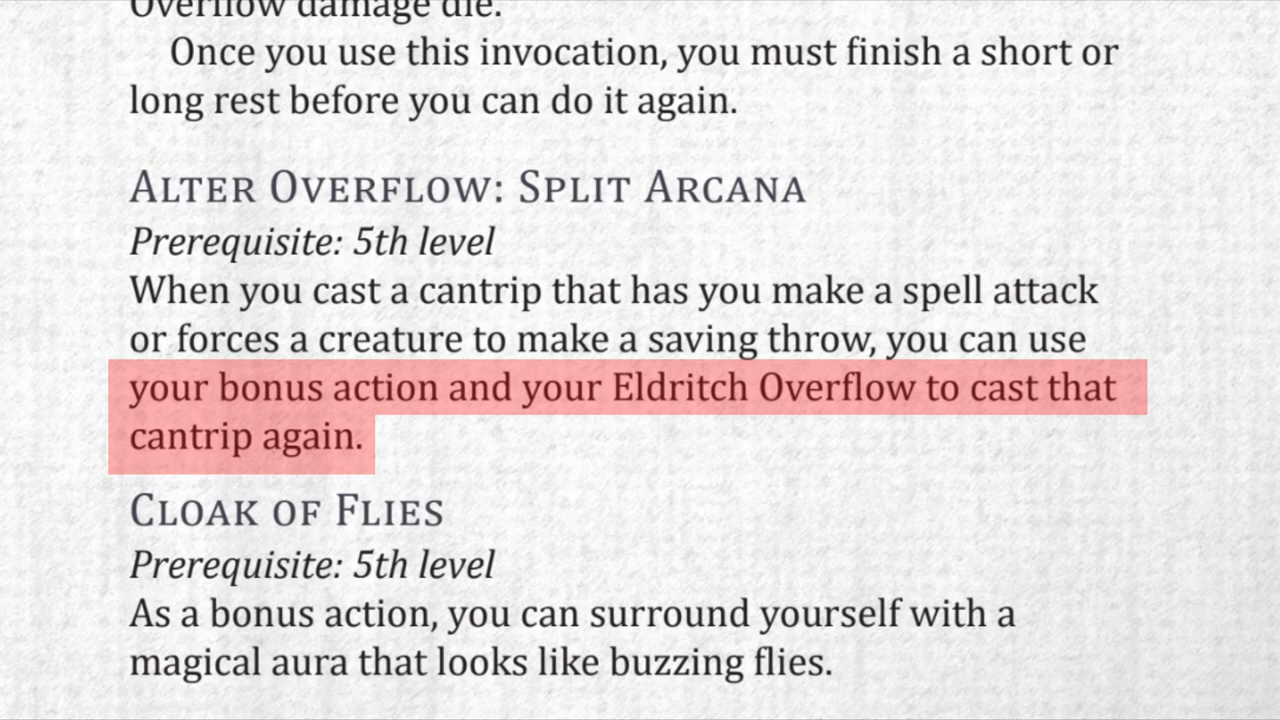 Overflow damage die.
Once you use this invocation, you must finish a short or
long rest before you can do it again.
ALTER OVERFLOW: SPLIT ARCANA
Prerequisite: 5th level
When you cast a cantrip that has you make a spell attack
or forces a creature to make a saving throw, you can use
your bonus action and your Eldritch Overflow to cast that
cantrip again.
CLOAK OF FLIES
Prerequisite: 5th level
As a bonus action, you can surround yourself with a
magical aura that looks like buzzing flies.